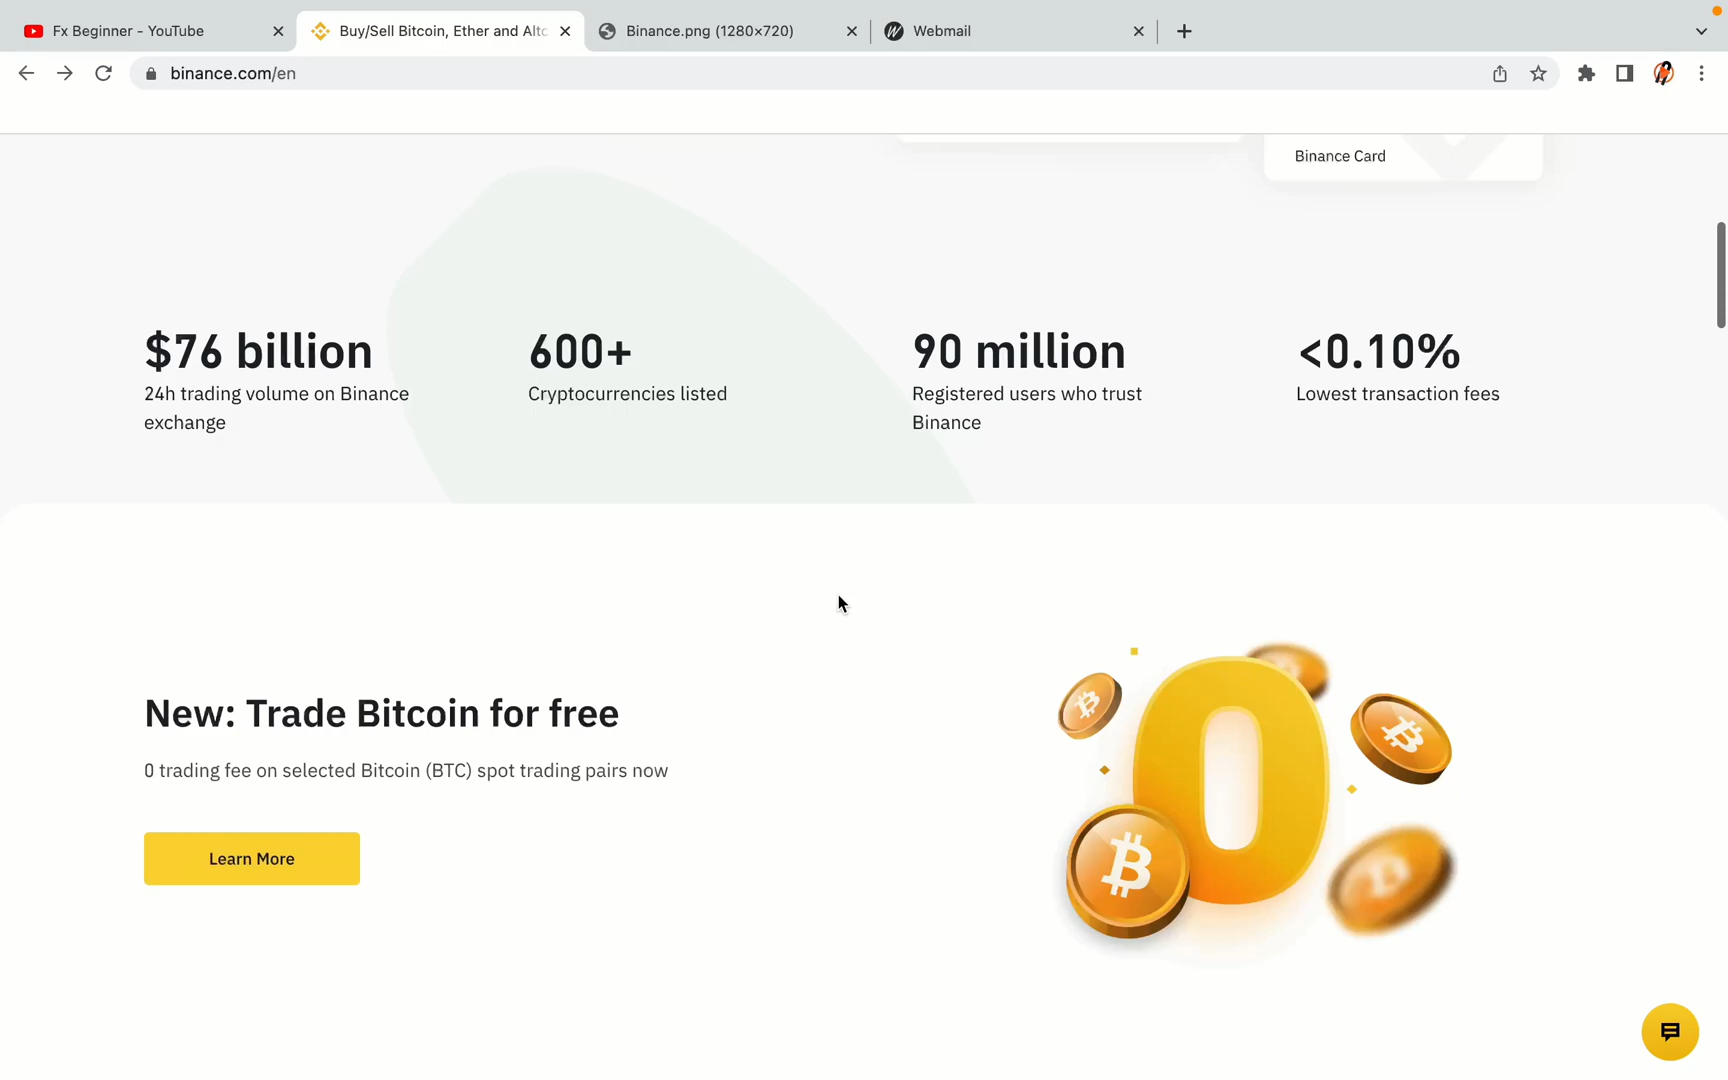 Fx Beginner - YouTube
Buy/Sell Bitcoin, Ether and Altc
Binance.png (1280×720)
Webmail
binance.com/en
Binance Card
$76 billion
24h trading volume on Binance
exchange
600+
Cryptocurrencies listed
90 million
Registered users who trust
Binance
<0.10%
Lowest transaction fees
New: Trade Bitcoin for free
0 trading fee on selected Bitcoin (BTC) spot trading pairs now
Learn More
0